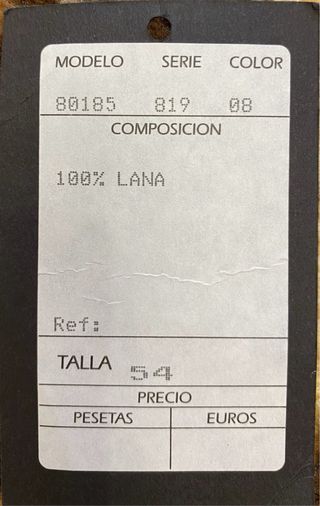 MODELO SERIE COLOR
80185 819 08
COMPOSICION
100% LANA
Ref:
TALLA 54
PRECIO
PESETAS EUROS